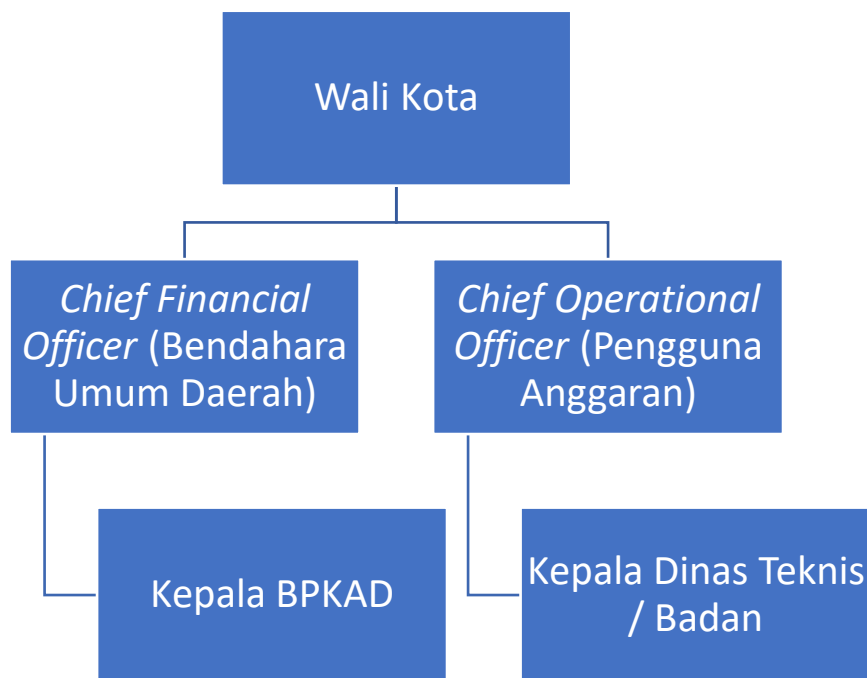 Wali Kota
Chief Financial
Officer (Bendahara
Umum Daerah)
Chief Operational
Officer (Pengguna
Anggaran)
Kepala BPKAD
Kepala Dinas Teknis
/ Badan